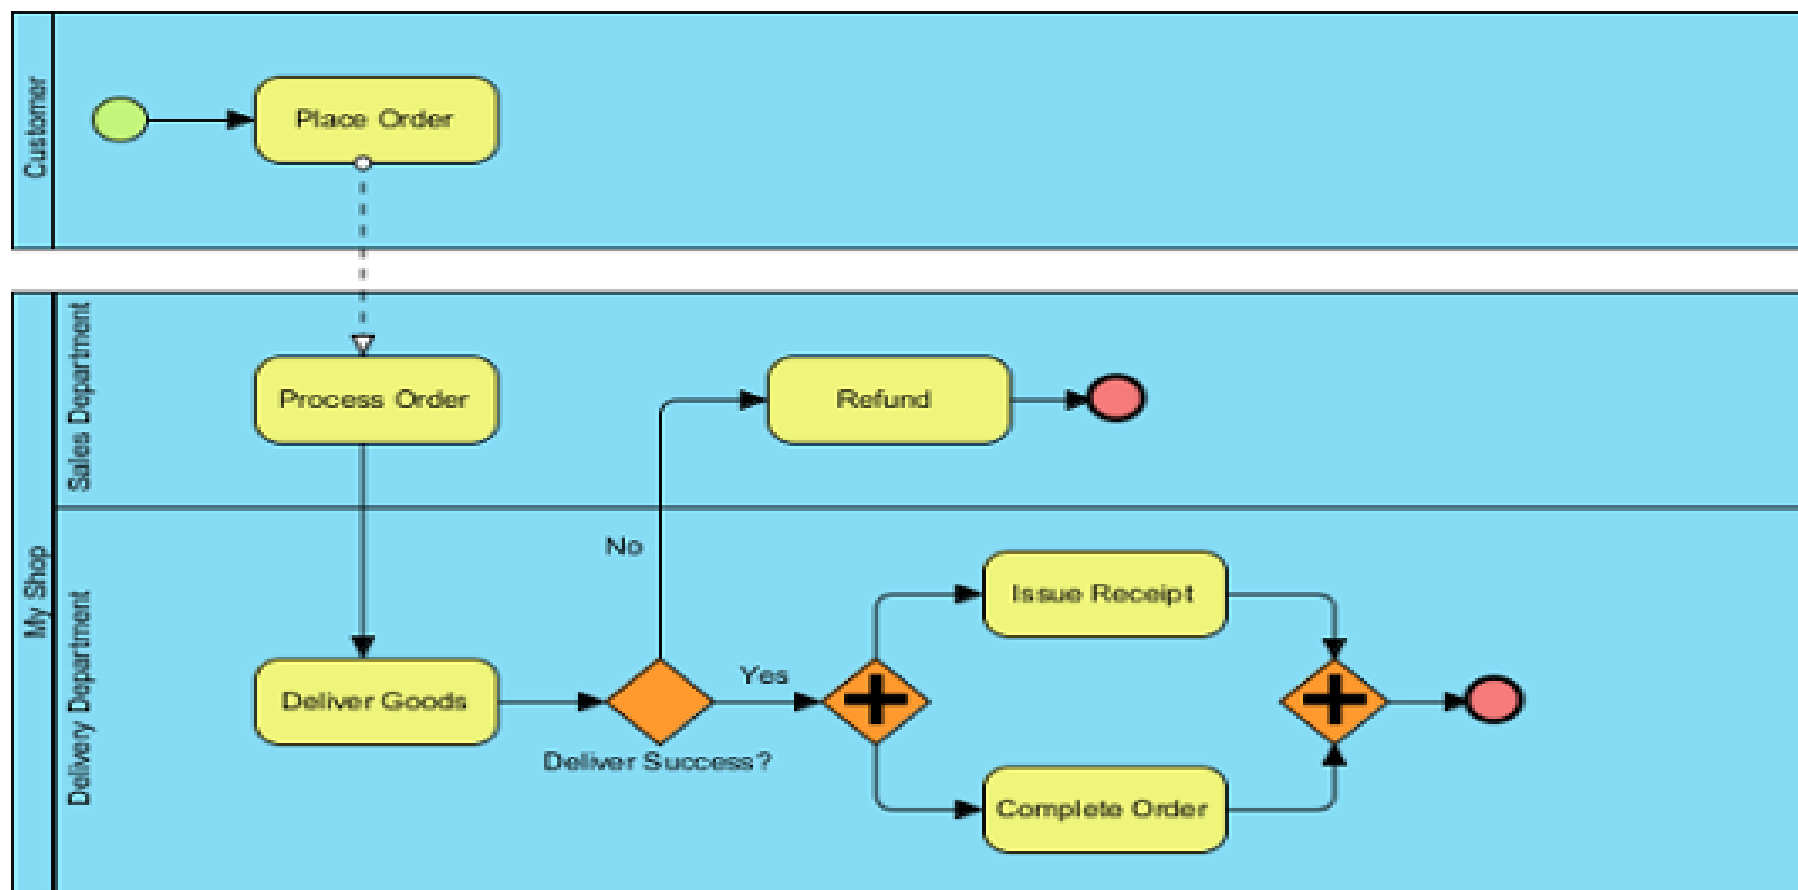 Customer
Place Order
My Shop
Sales Department
Process Order
Refund
Delivery Department
No
Issue Receipt
Deliver Goods
Yes
Deliver Success?
Complete Order